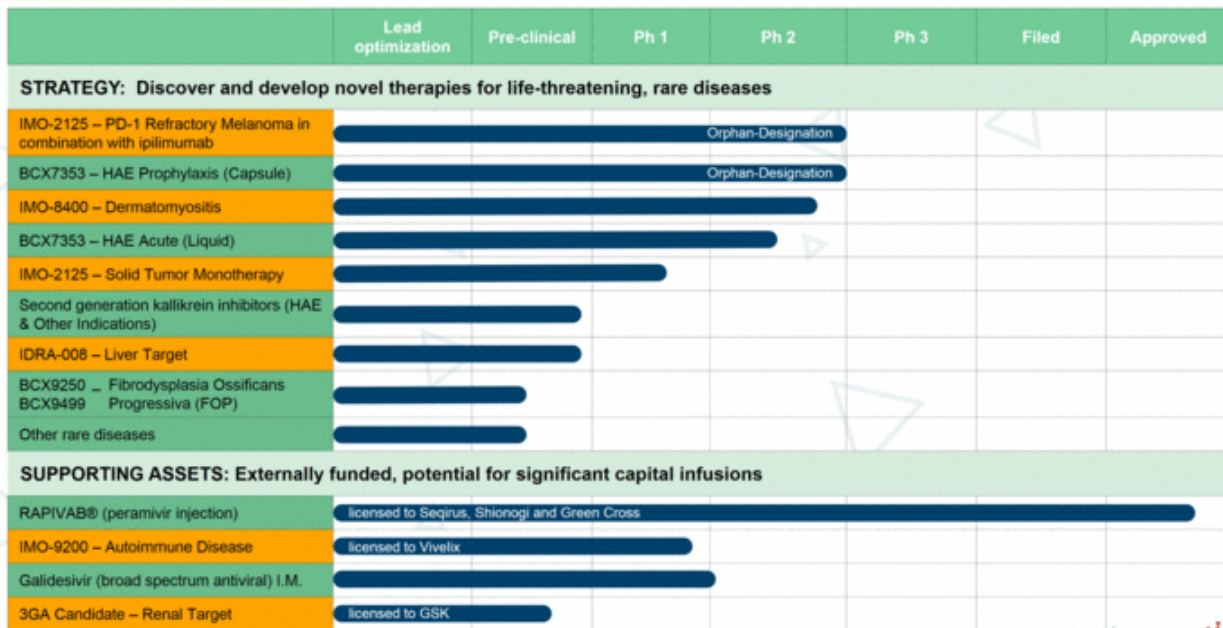 Lead
optimization
Pre-clinical
Ph 1
Ph 2
Ph 3
Filed
Approved
STRATEGY: Discover and develop novel therapies for life-threatening, rare diseases
IMO-2125 – PD-1 Refractory Melanoma in
combination with ipilimumab
Orphan-Designation
BCX7353 – HAE Prophylaxis (Capsule)
Orphan-Designation
IMO-8400 – Dermatomyositis
BCX7353 – HAE Acute (Liquid)
IMO-2125 – Solid Tumor Monotherapy
Second generation kallikrein inhibitors (HAE
& Other Indications)
IDRA-008 – Liver Target
BCX9250 _ Fibrodysplasia Ossificans
BCX9499 Progressiva (FOP)
Other rare diseases
SUPPORTING ASSETS: Externally funded, potential for significant capital infusions
RAPIVAB® (peramivir injection)
licensed to Seqirus, Shionogi and Green Cross
IMO-9200 – Autoimmune Disease
licensed to Vivelix
Galidesivir (broad spectrum antiviral) I.M.
3GA Candidate – Renal Target
licensed to GSK